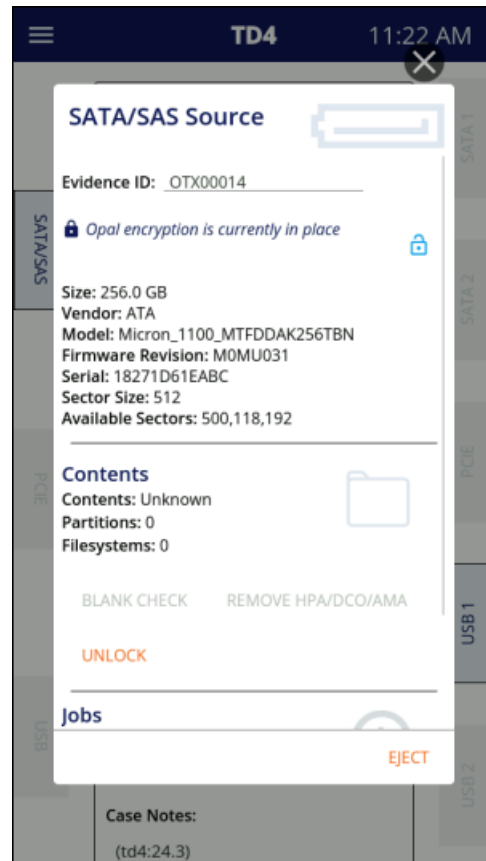 TD4 11:22 AM
SATA/SAS Source
Evidence ID: OTX00014
Opal encryption is currently in place
Size: 256.0 GB
Vendor: ATA
Model: Micron_1100_MTFDDAK256TBN
Firmware Revision: M0MU031
Serial: 18271D61EABC
Sector Size: 512
Available Sectors: 500,118,192
Contents
Contents: Unknown
Partitions: 0
Filesystems: 0
BLANK CHECK REMOVE HPA/DCO/AMA
UNLOCK
Jobs
EJECT
Case Notes:
(td4:24.3)
SATA/SAS
PCIE
USB
SATA 1
SATA 2
PCIE
USB 1
USB 2